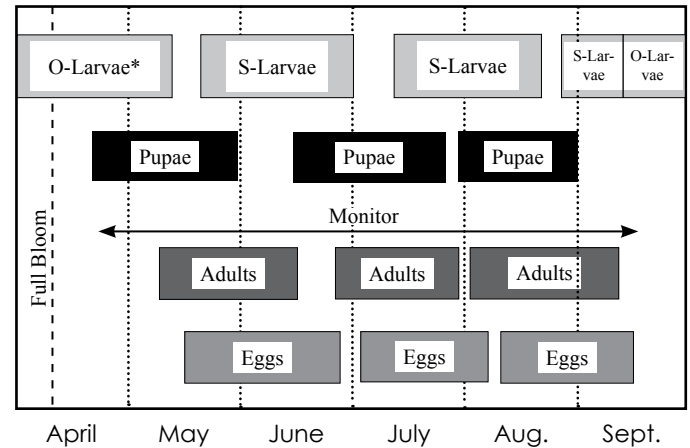 O-Larvae*
S-Larvae
S-Larvae
S-Lar-
vae
O-Lar-
vae
Pupae
Pupae
Pupae
Monitor
Full Bloom
Adults
Adults
Adults
Eggs
Eggs
Eggs
April
May
June
July
Aug.
Sept.